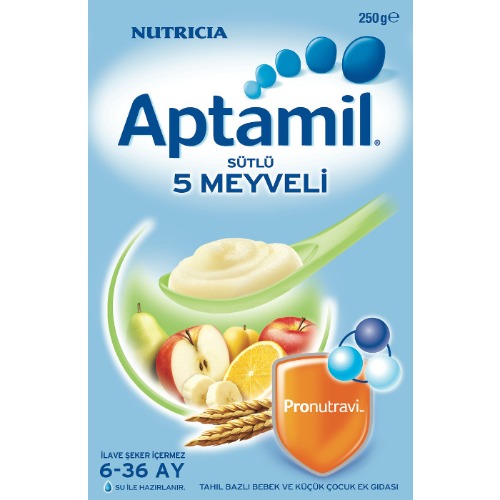 NUTRICIA
250g℮
Aptamil®
SÜTLÜ
5 MEYVELİ
Pronutravi™
İLAVE ŞEKER İÇERMEZ
6-36 AY
SU İLE HAZIRLANIR.
TAHIL BAZLI BEBEK VE KÜÇÜK ÇOCUK EK GIDASI